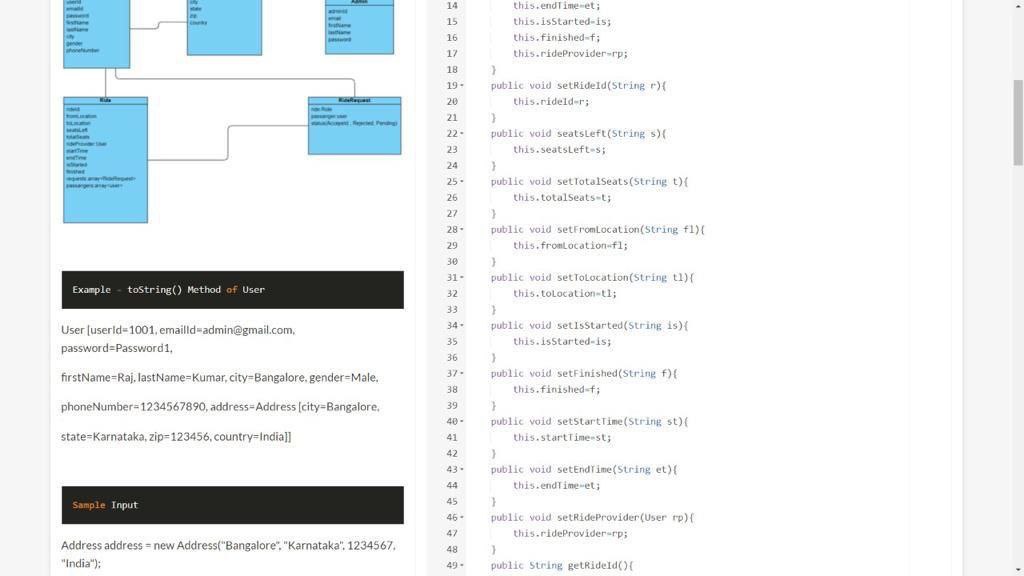 userId
emailId
password
firstName
lastName
city
gender
phoneNumber
city
state
zip
country
Admin
adminId
email
firstName
lastName
password
Ride
rideId
fromLocation
toLocation
seatsLeft
totalSeats
rideProvider:User
startTime
endTime
isStarted
finished
requests:array<RideRequest>
passangers:array<user>
RideRequest
ride:Ride
passanger:user
status(Accepetd , Rejected, Pending)
Example - toString() Method of User
User [userId=1001, emailId=admin@gmail.com,
password=Password1,
firstName=Raj, lastName=Kumar, city=Bangalore, gender=Male,
phoneNumber=1234567890, address=Address [city=Bangalore,
state=Karnataka, zip=123456, country=India]]
Sample Input
Address address = new Address("Bangalore", "Karnataka", 1234567,
"India");
14 this.endTime=et;
15 this.isStarted=is;
16 this.finished=f;
17 this.rideProvider=rp;
18 }
19 public void setRideId(String r){
20 this.rideId=r;
21 }
22 public void seatsLeft(String s){
23 this.seatsLeft=s;
24 }
25 public void setTotalSeats(String t){
26 this.totalSeats=t;
27 }
28 public void setFromLocation(String fl){
29 this.fromLocation=fl;
30 }
31 public void setToLocation(String tl){
32 this.toLocation=tl;
33 }
34 public void setIsStarted(String is){
35 this.isStarted=is;
36 }
37 public void setFinished(String f){
38 this.finished=f;
39 }
40 public void setStartTime(String st){
41 this.startTime=st;
42 }
43 public void setEndTime(String et){
44 this.endTime=et;
45 }
46 public void setRideProvider(User rp){
47 this.rideProvider=rp;
48 }
49 public String getRideId(){